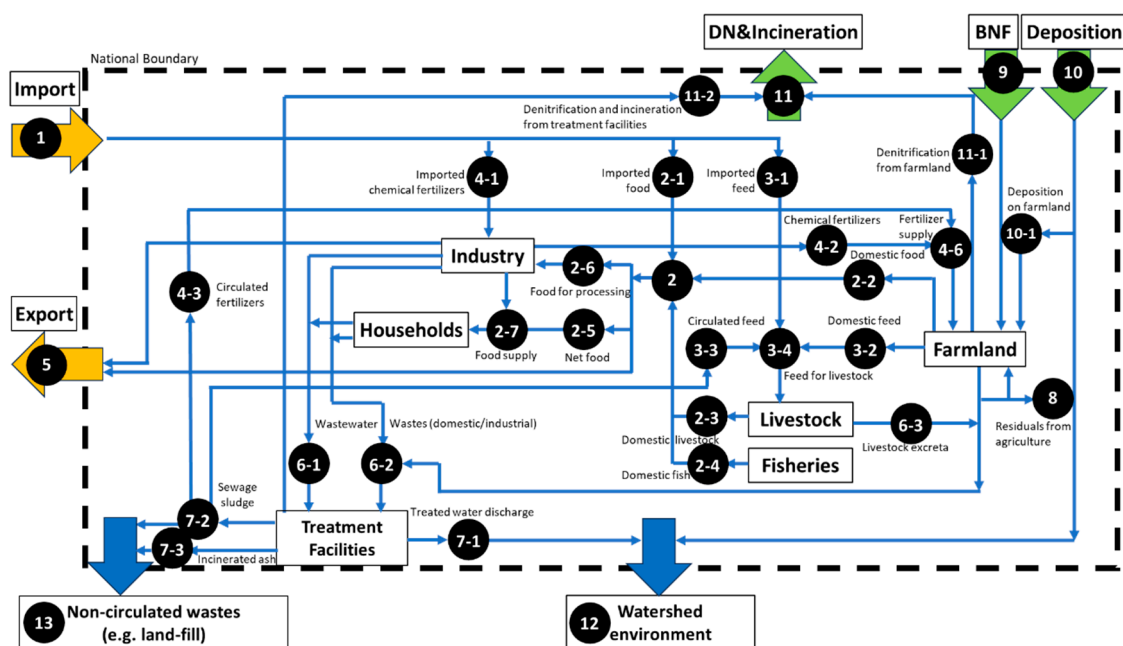 DN&Incineration
BNF
Deposition
National Boundary
Import
9
10
1
11-2
11
Denitrification and incineration
from treatment facilities
Denitrification
from farmland
11-1
Imported
chemical fertilizers
4-1
Imported
food
2-1
Imported
feed
3-1
Deposition
on farmland
10-1
Chemical fertilizers
4-2
Fertilizer
supply
4-6
Industry
2-6
Food for processing
2
Domestic food
2-2
4-3
Circulated
fertilizers
Export
5
Households
2-7
Food supply
2-5
Net food
Circulated feed
3-3
3-4
Feed for livestock
Domestic feed
3-2
Farmland
8
Residuals from
agriculture
2-3
Domestic livestock
Livestock
6-3
Livestock excreta
2-4
Domestic fish
Fisheries
Wastewater
6-1
Wastes (domestic/industrial)
6-2
Sewage
sludge
7-2
7-3
Incinerated ash
Treatment
Facilities
Treated water discharge
7-1
13
Non-circulated wastes
(e.g. land-fill)
12
Watershed
environment